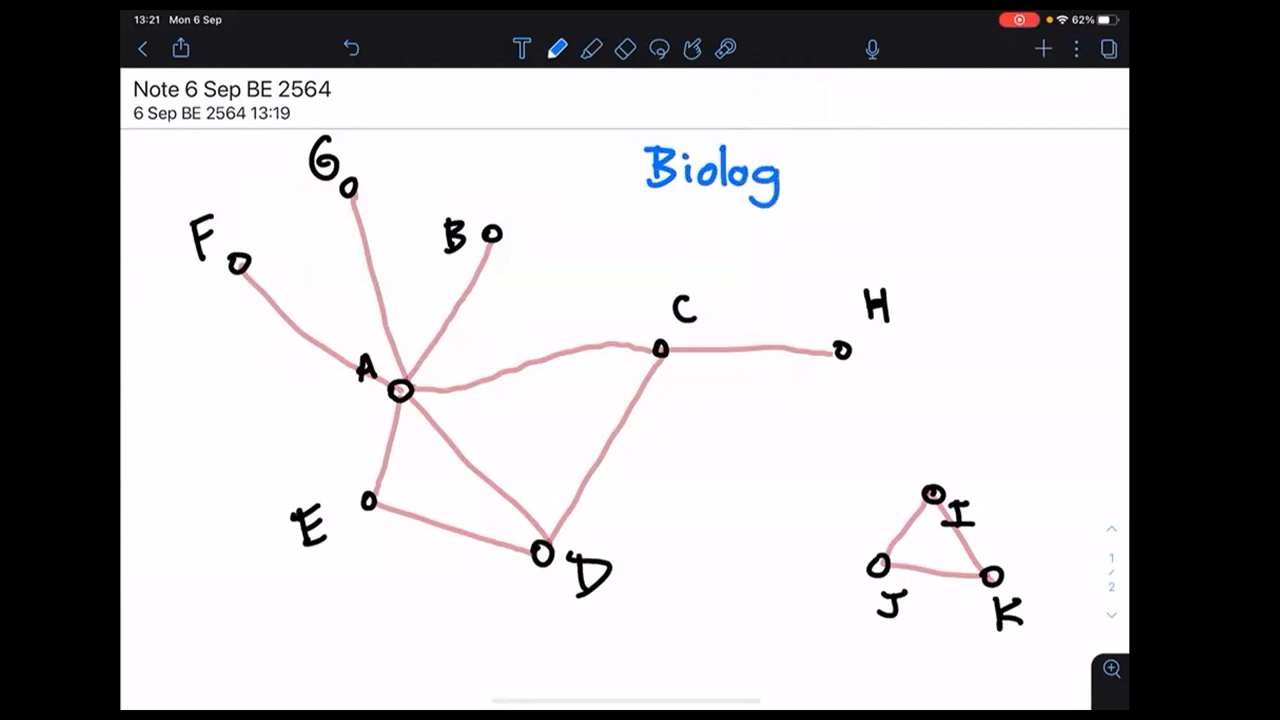 13:21 Mon 6 Sep
62%
T
Note 6 Sep BE 2564
6 Sep BE 2564 13:19
Biolog
G
F
B
C
H
A
E
D
I
J
K
1
/
2